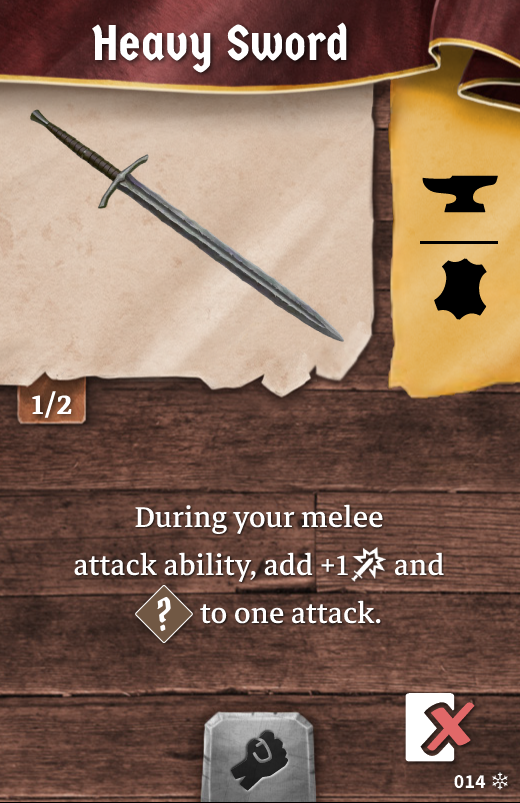 Heavy Sword
1/2
During your melee
attack ability, add +1 and
? to one attack.
014